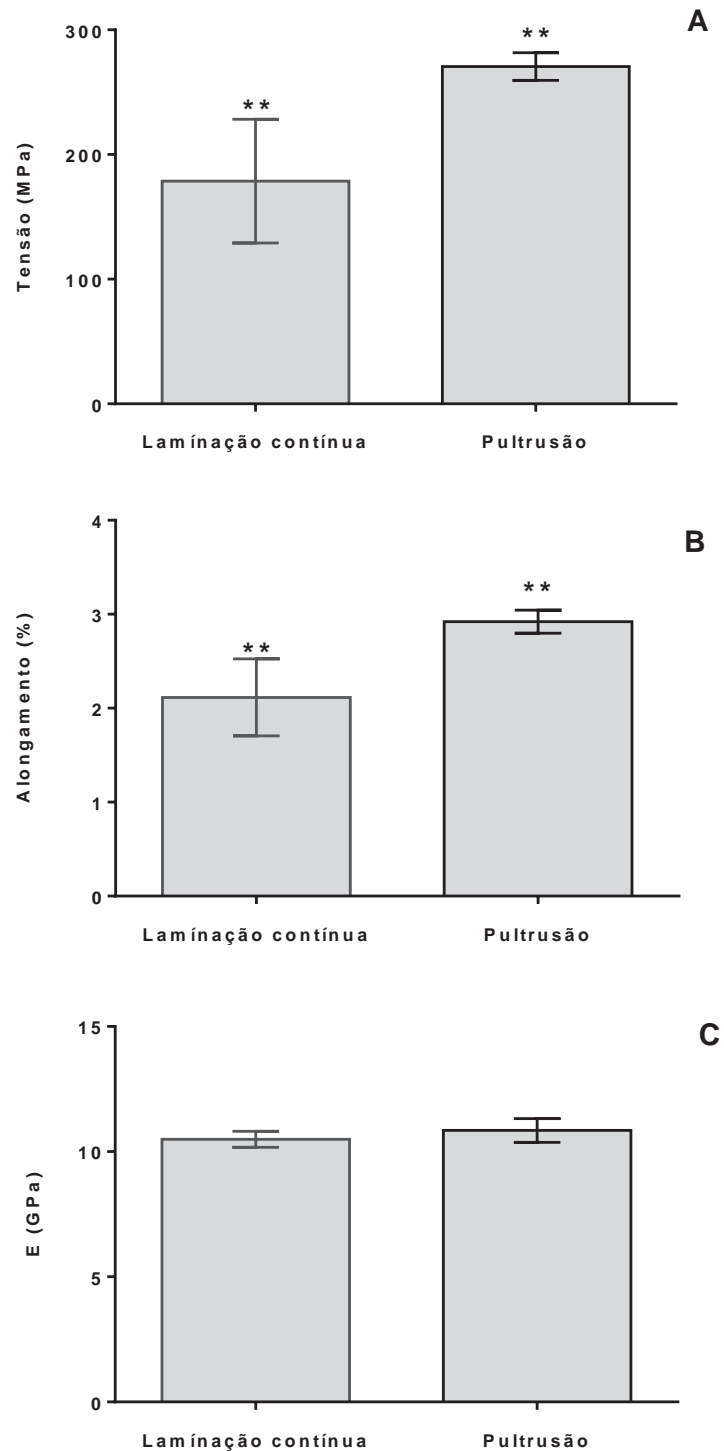 A
Tensão (MPa)
300
200
100
0
**
**
Lamínação contínua
Pultrusão
B
Alongamento (%)
4
3
2
1
0
**
**
Lamínação contínua
Pultrusão
C
E (GPa)
15
10
5
0
Lamínação contínua
Pultrusão